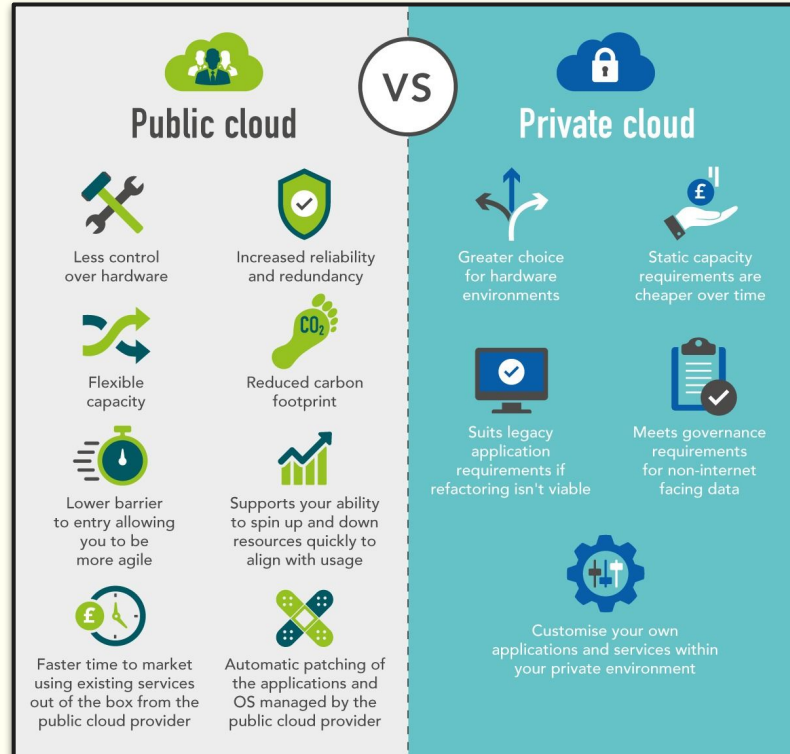 VS
Public cloud
Less control
over hardware
Increased reliability
and redundancy
Flexible
capacity
CO₂
Reduced carbon
footprint
Lower barrier
to entry allowing
you to be
more agile
Supports your ability
to spin up and down
resources quickly to
align with usage
£
Faster time to market
using existing services
out of the box from the
public cloud provider
Automatic patching of
the applications and
OS managed by the
public cloud provider
Private cloud
Greater choice
for hardware
environments
£
Static capacity
requirements are
cheaper over time
Suits legacy
application
requirements if
refactoring isn't viable
Meets governance
requirements
for non-internet
facing data
Customise your own
applications and services within
your private environment